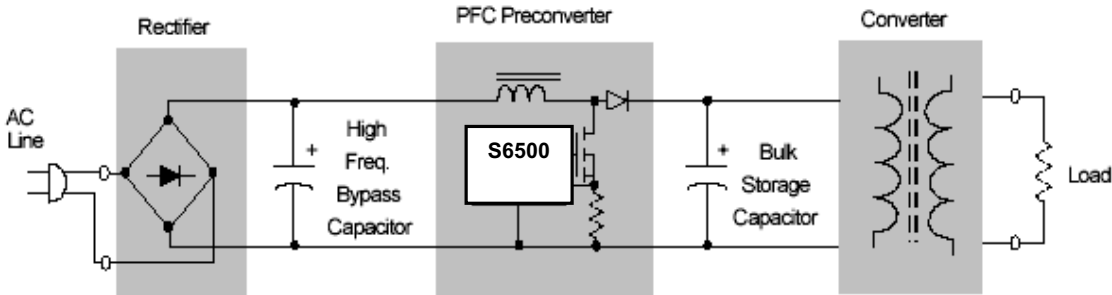 Rectifier
PFC Preconverter
Converter
AC
Line
+
High
Freq.
Bypass
Capacitor
S6500
+
Bulk
Storage
Capacitor
Load